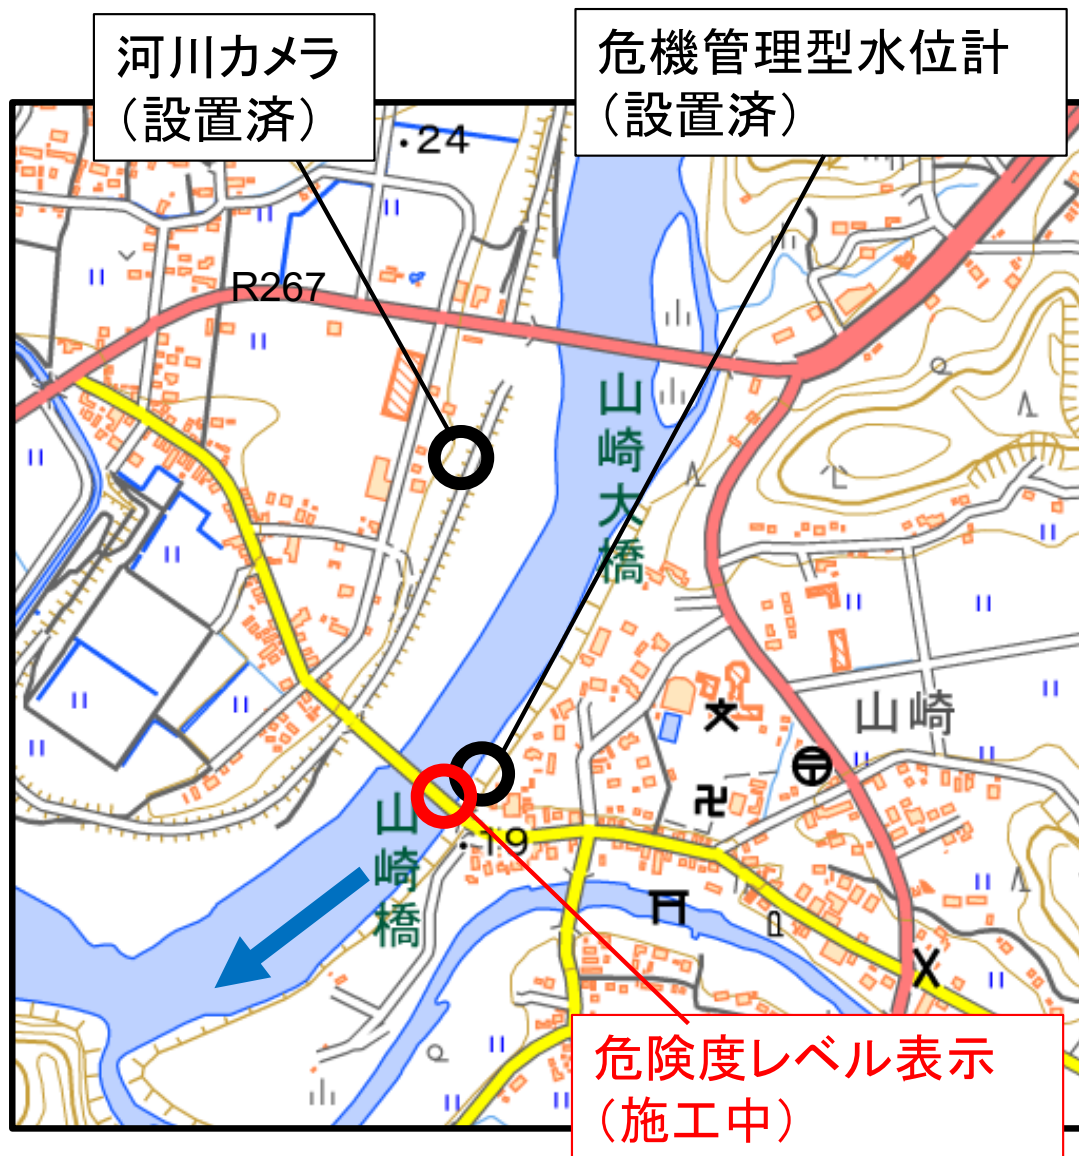 河川カメラ
（設置済）
危機管理型水位計
（設置済）
・24
R267
山崎大橋
山崎
山崎橋
・19
危険度レベル表示
（施工中）